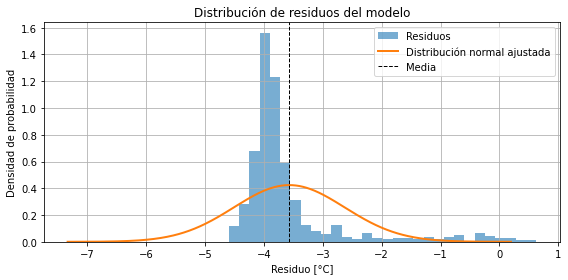 Distribución de residuos del modelo
Densidad de probabilidad
1.6
1.4
1.2
1.0
0.8
0.6
0.4
0.2
0.0
Residuos
Distribución normal ajustada
Media
−7 −6 −5 −4 −3 −2 −1 0 1
Residuo [°C]